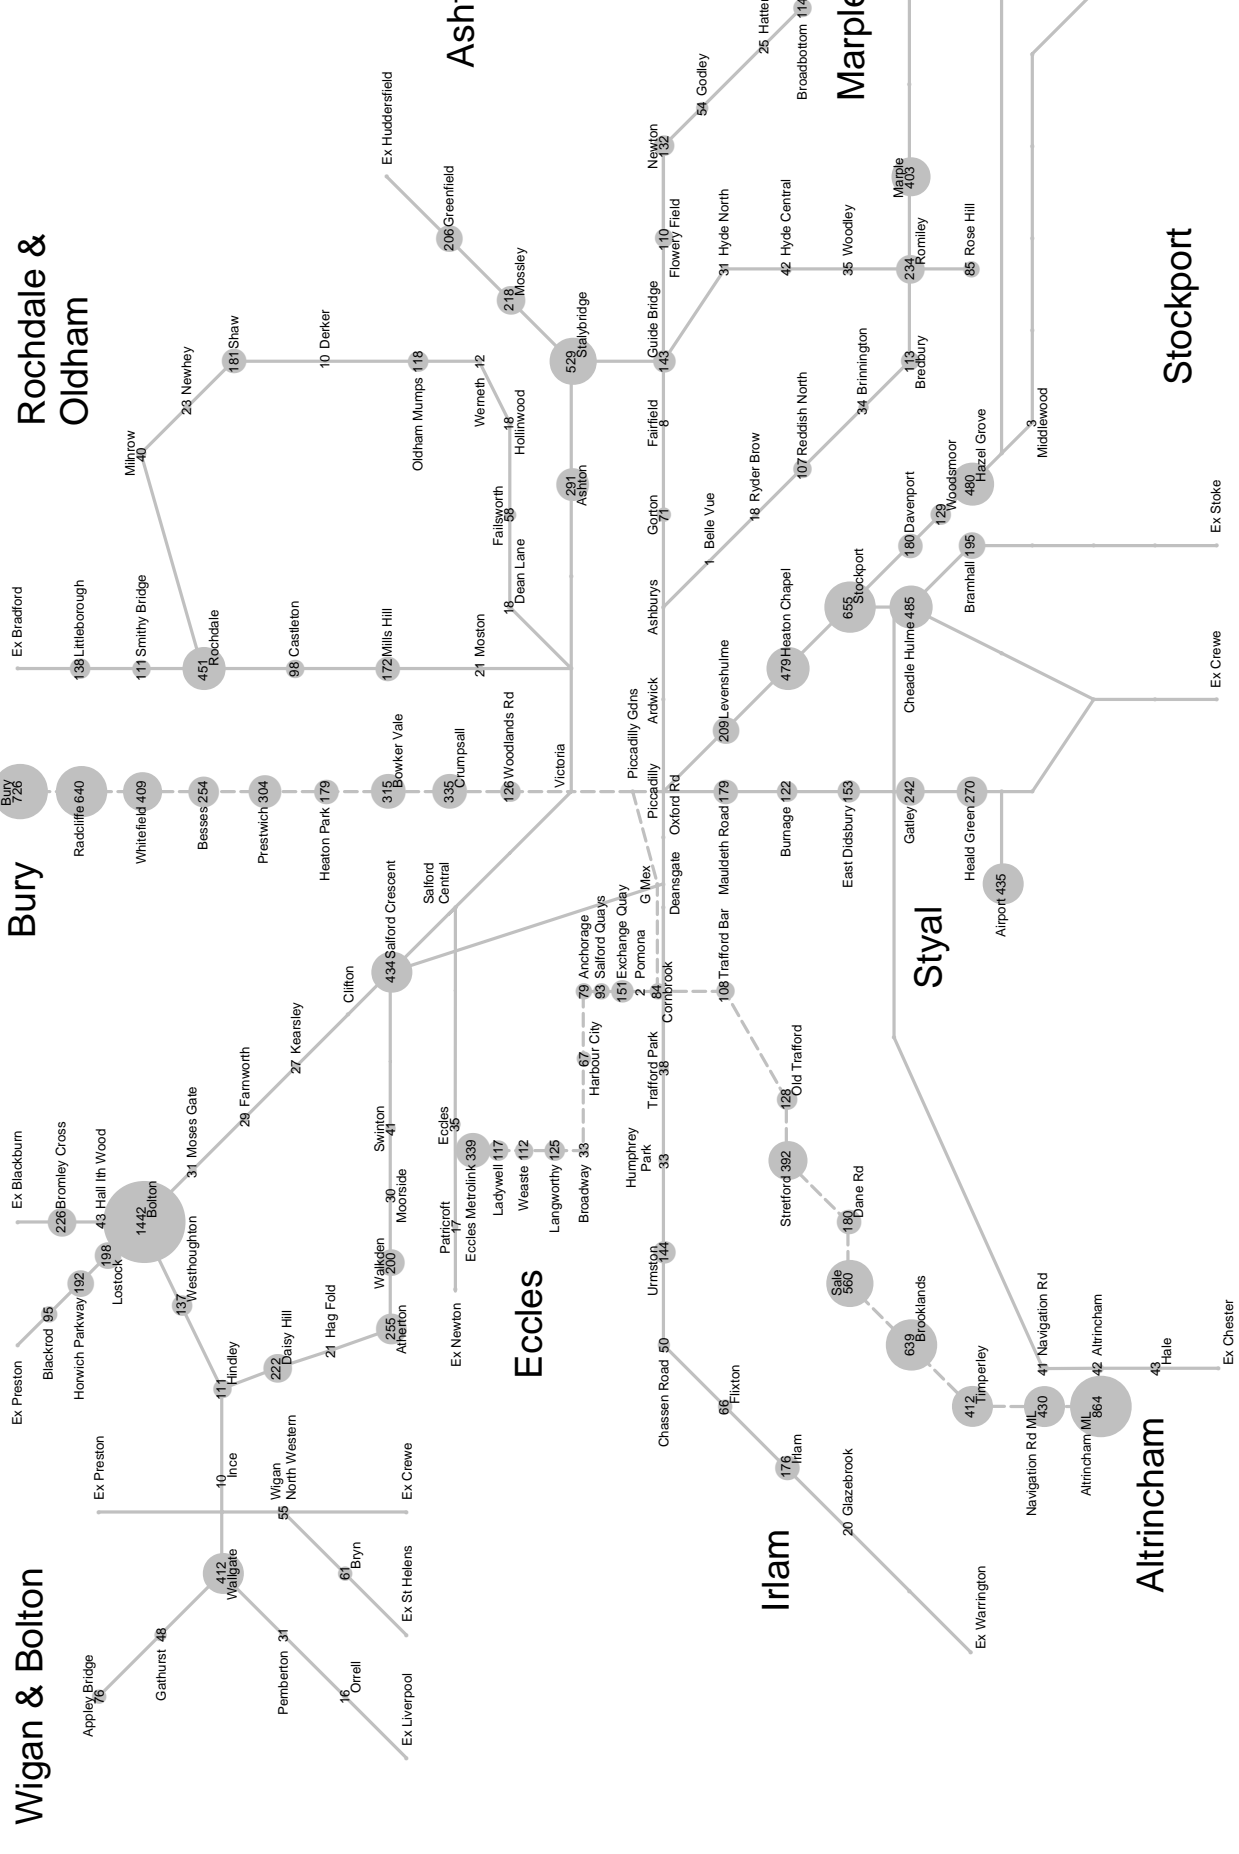 Wigan & Bolton
Bury
Rochdale &
Oldham
Ash
Marple
Stockport
Styal
Eccles
Irlam
Altrincham
Appley Bridge
76
Gathurst 48
412
Wallgate
Pemberton 31
16
Orrell
Ex Liverpool
Ex Preston
10
Ince
Wigan
North Western
55
Ex Crewe
61
Bryn
Ex St Helens
Ex Preston
Blackrod 95
Horwich Parkway 192
198
Lostock
Ex Blackburn
226 Bromley Cross
43 Hall Ith Wood
1442
Bolton
137
Westhoughton
111
Hindley
222
Daisy Hill
21 Hag Fold
255
Atherton
Walkden
200
30
Moorside
Swinton
41
31 Moses Gate
29 Farnworth
27 Kearsley
Clifton
434 Salford Crescent
Salford
Central
Eccles
35
Patricroft
17
Ex Newton
Eccles Metrolink 339
Ladywell 117
Weaste 112
Langworthy 125
Broadway 33
67
Harbour City
79 Anchorage
93 Salford Quays
151 Exchange Quay
2 Pomona
84
Cornbrook
G Mex
Deansgate
Bury
726
Radcliffe 640
Whitefield 409
Besses 254
Prestwich 304
Heaton Park 179
315
Bowker Vale
335
Crumpsall
126 Woodlands Rd
Victoria
Piccadilly Gdns
Piccadilly
Oxford Rd
Ex Bradford
138 Littleborough
111 Smithy Bridge
451
Rochdale
98 Castleton
172 Mills Hill
21 Moston
Milnrow
40
23 Newhey
181 Shaw
10 Derker
Oldham Mumps 118
Werneth
12
18
Hollinwood
Failsworth
58
18
Dean Lane
Ex Huddersfield
206 Greenfield
218
Mossley
529
Stalybridge
291
Ashton
Ardwick
Ashburys
Gorton
71
Fairfield
8
Guide Bridge
143
110
Flowery Field
Newton
132
54 Godley
25 Hatter
Broadbottom 114
31 Hyde North
42 Hyde Central
35 Woodley
234
Romiley
85 Rose Hill
Marple
403
1 Belle Vue
18 Ryder Brow
107 Reddish North
34 Brinnington
113
Bredbury
209 Levenshulme
479 Heaton Chapel
655
Stockport
180 Davenport
129
Woodsmoor
480
Hazel Grove
3
Middlewood
Cheadle Hulme 485
Bramhall 195
Ex Stoke
Ex Crewe
Mauldeth Road 179
Burnage 122
East Didsbury 153
Gatley 242
Heald Green 270
Airport 435
Trafford Park
38
Humphrey
Park
33
Urmston
144
Chassen Road 50
66
Flixton
176
Irlam
20 Glazebrook
Ex Warrington
108 Trafford Bar
128
Old Trafford
Stretford 392
180
Dane Rd
Sale
560
639
Brooklands
412
Timperley
Navigation Rd ML
430
Altrincham ML
864
41 Navigation Rd
42 Altrincham
43
Hale
Ex Chester